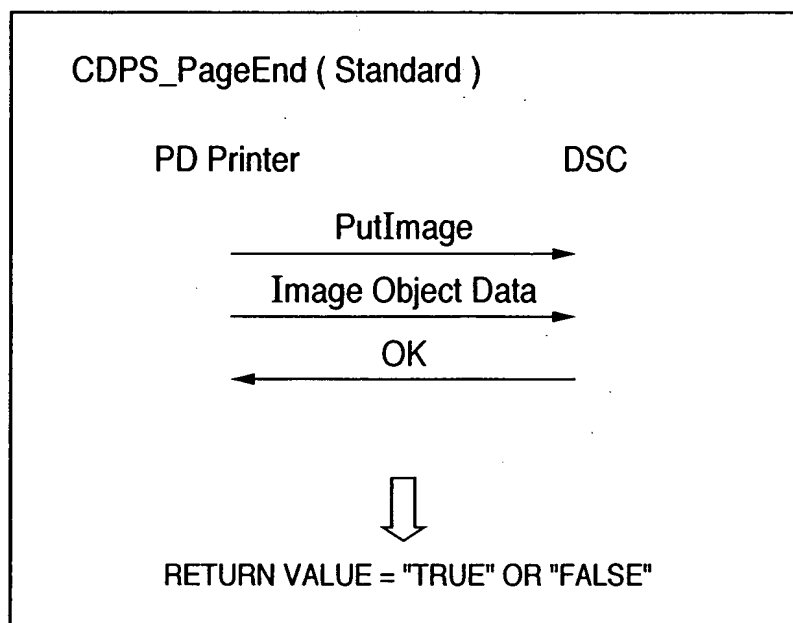 CDPS_PageEnd ( Standard )
PD Printer DSC
PutImage
Image Object Data
OK
RETURN VALUE = "TRUE" OR "FALSE"